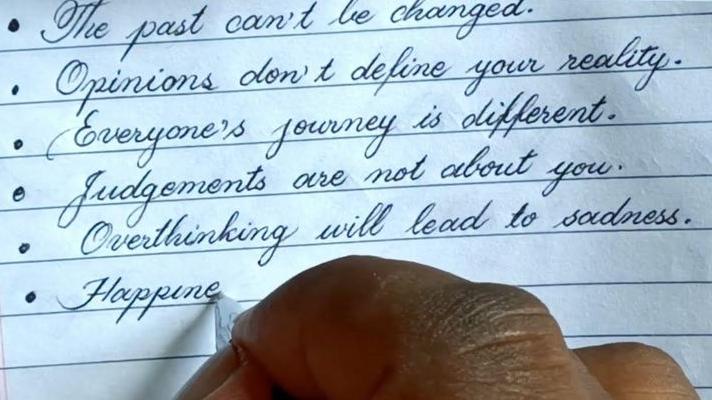 • The past can't be changed.
• Opinions don't define your reality.
• Everyone's journey is different.
• Judgements are not about you.
• Overthinking will lead to sadness.
• Happine